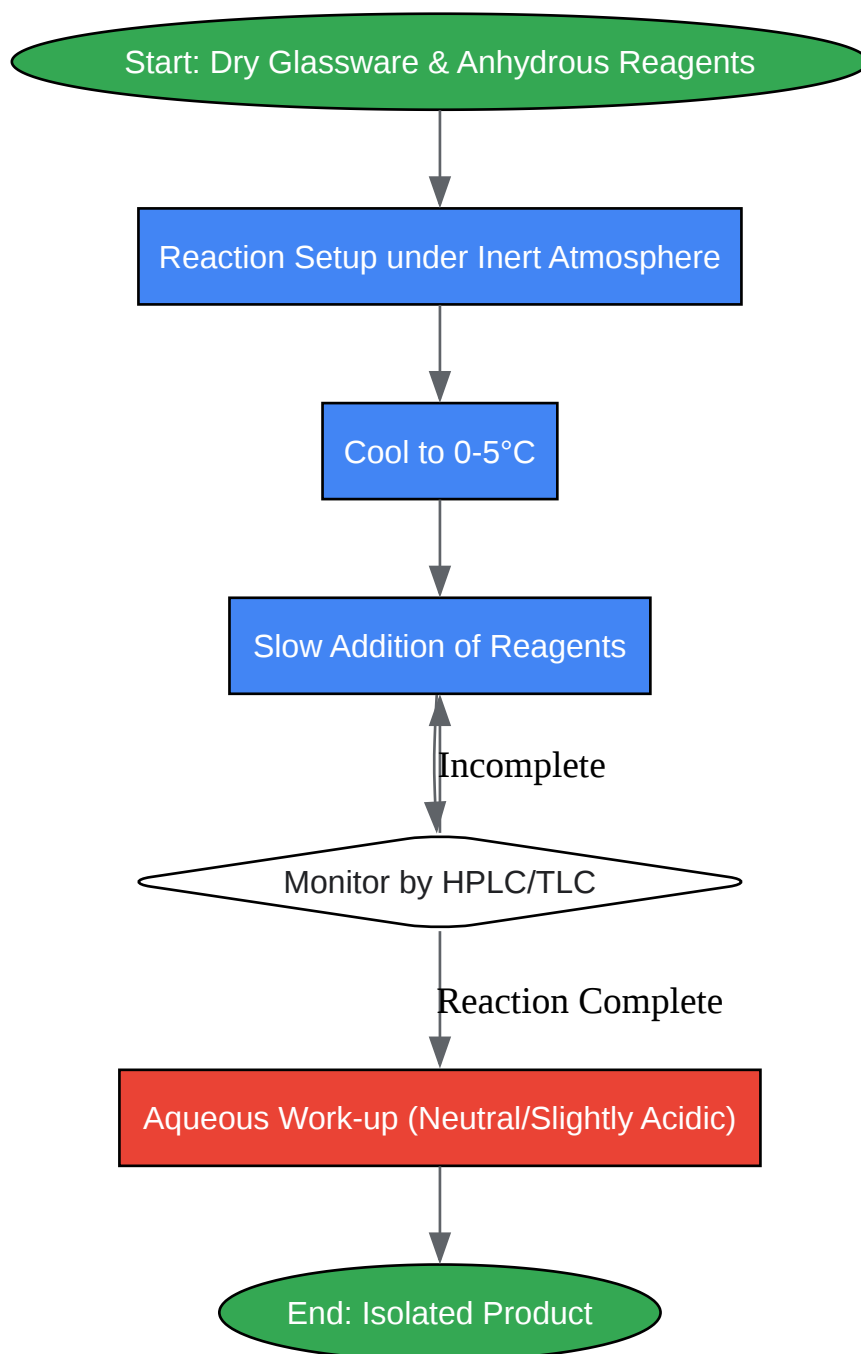 Start: Dry Glassware & Anhydrous Reagents
Reaction Setup under Inert Atmosphere
Cool to 0-5°C
Slow Addition of Reagents
Incomplete
Monitor by HPLC/TLC
Reaction Complete
Aqueous Work-up (Neutral/Slightly Acidic)
End: Isolated Product